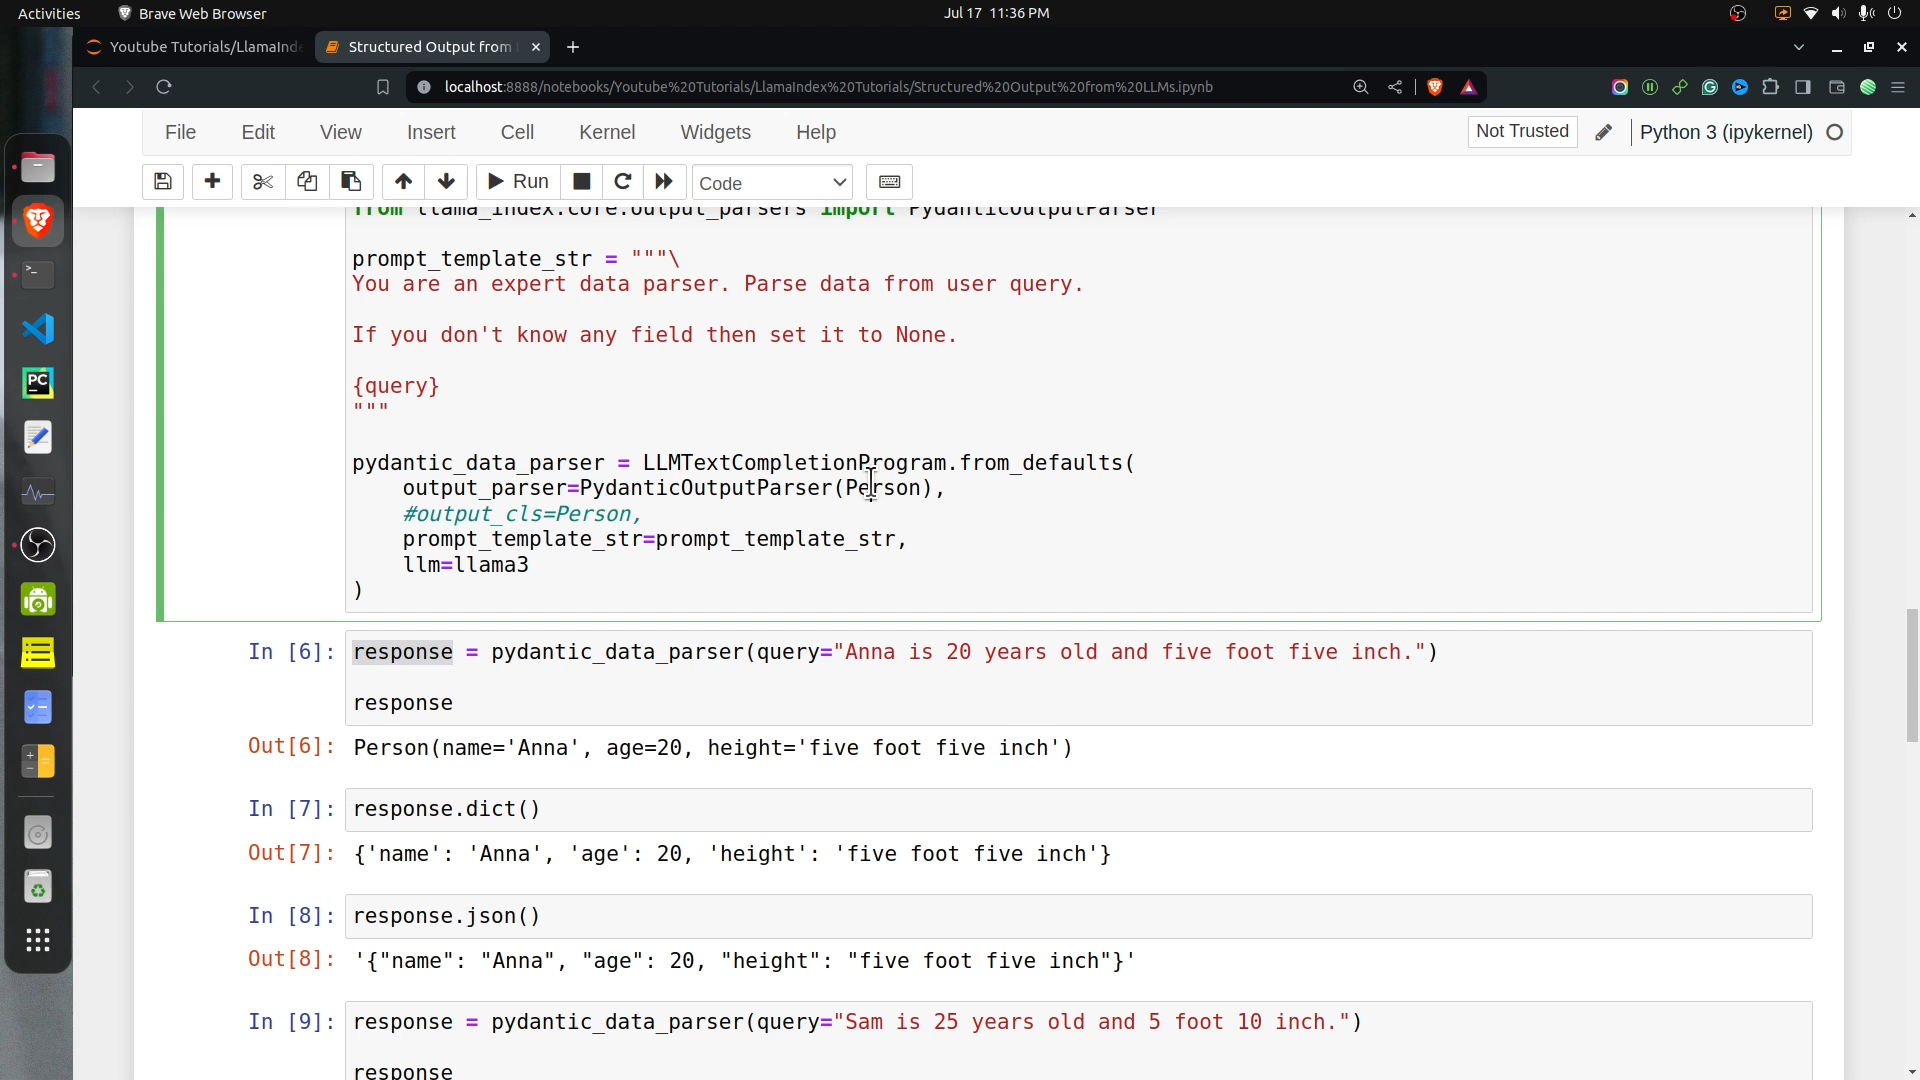 Activities
Brave Web Browser
Jul 17 11:36 PM
Youtube Tutorials/LlamaInd
Structured Output from
localhost:8888/notebooks/Youtube%20Tutorials/LlamaIndex%20Tutorials/Structured%20Output%20from%20LLMs.ipynb
File Edit View Insert Cell Kernel Widgets Help
Not Trusted
Python 3 (ipykernel)
Run
Code
from llama_index.core.output_parsers import PydanticOutputParser
prompt_template_str = """\
You are an expert data parser. Parse data from user query.
If you don't know any field then set it to None.
{query}
"""
pydantic_data_parser = LLMTextCompletionProgram.from_defaults(
output_parser=PydanticOutputParser(Person),
#output_cls=Person,
prompt_template_str=prompt_template_str,
llm=llama3
)
In [6]: response = pydantic_data_parser(query="Anna is 20 years old and five foot five inch.")
response
Out[6]: Person(name='Anna', age=20, height='five foot five inch')
In [7]: response.dict()
Out[7]: {'name': 'Anna', 'age': 20, 'height': 'five foot five inch'}
In [8]: response.json()
Out[8]: '{"name": "Anna", "age": 20, "height": "five foot five inch"}'
In [9]: response = pydantic_data_parser(query="Sam is 25 years old and 5 foot 10 inch.")
response